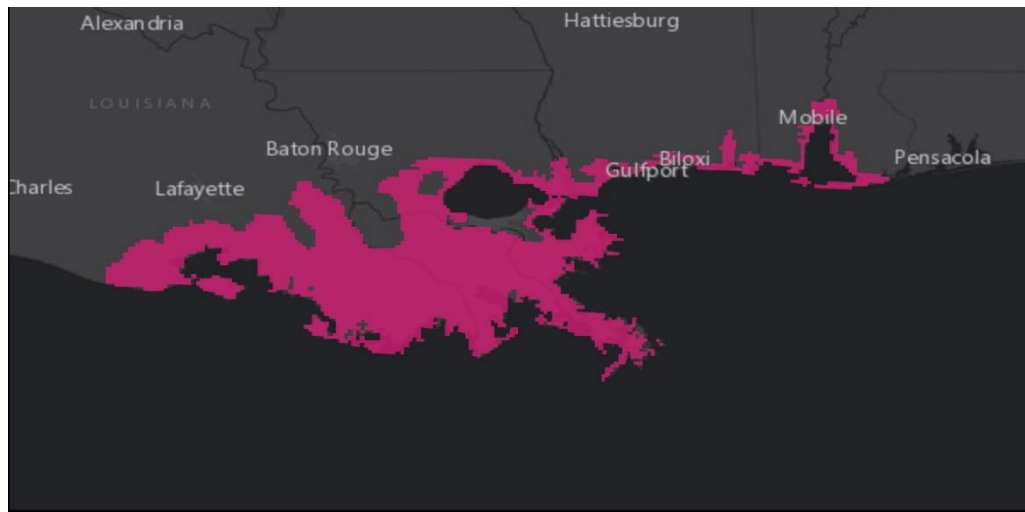 Alexandria
Hattiesburg
LOUISIANA
Mobile
Baton Rouge
Biloxi
Pensacola
Gulfport
Charles
Lafayette